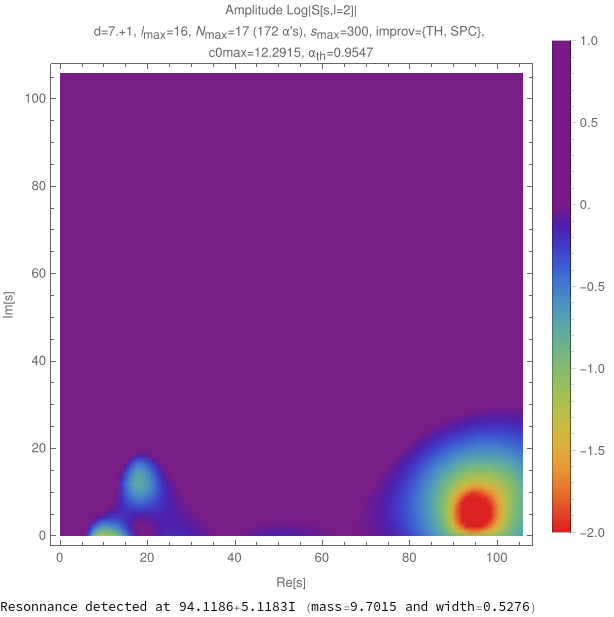 Amplitude Log|S[s,l=2]|
d=7.+1, lmax=16, Nmax=17 (172 α's), smax=300, improv={TH, SPC},
c0max=12.2915, αth=0.9547
1.0
0.5
0.
-0.5
-1.0
-1.5
-2.0
100
80
60
40
20
0
Im[s]
0 20 40 60 80 100
Re[s]
Resonnance detected at 94.1186+5.1183I (mass=9.7015 and width=0.5276)